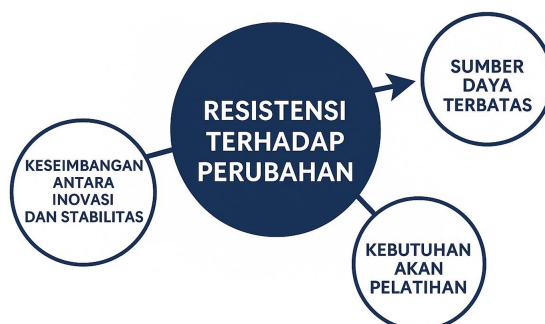 RESISTENSI
TERHADAP
PERUBAHAN
SUMBER
DAYA
TERBATAS
KESEIMBANGAN
ANTARA
INOVASI
DAN STABILITAS
KEBUTUHAN
AKAN
PELATIHAN